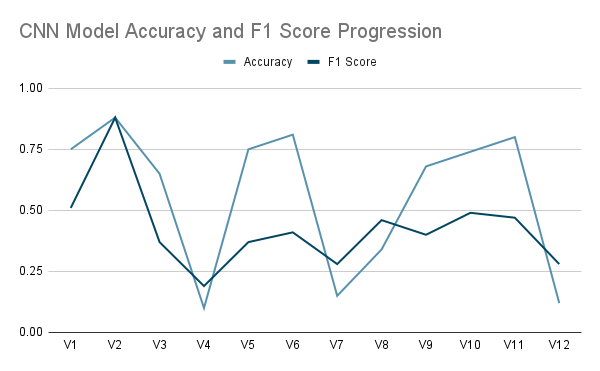 CNN Model Accuracy and F1 Score Progression
Accuracy F1 Score
1.00
0.75
0.50
0.25
0.00
V1 V2 V3 V4 V5 V6 V7 V8 V9 V10 V11 V12